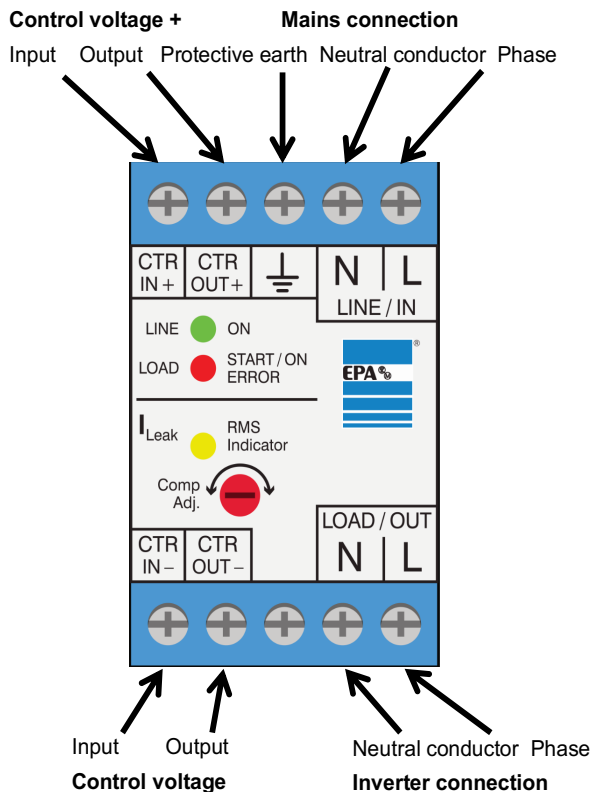 Control voltage + Mains connection
Input Output Protective earth Neutral conductor Phase
CTR IN + CTR OUT + N L
LINE / IN
LINE ON
LOAD START / ON ERROR
EPA ®
I Leak RMS Indicator
Comp Adj.
LOAD / OUT
CTR IN – CTR OUT – N L
Input Output Neutral conductor Phase
Control voltage Inverter connection